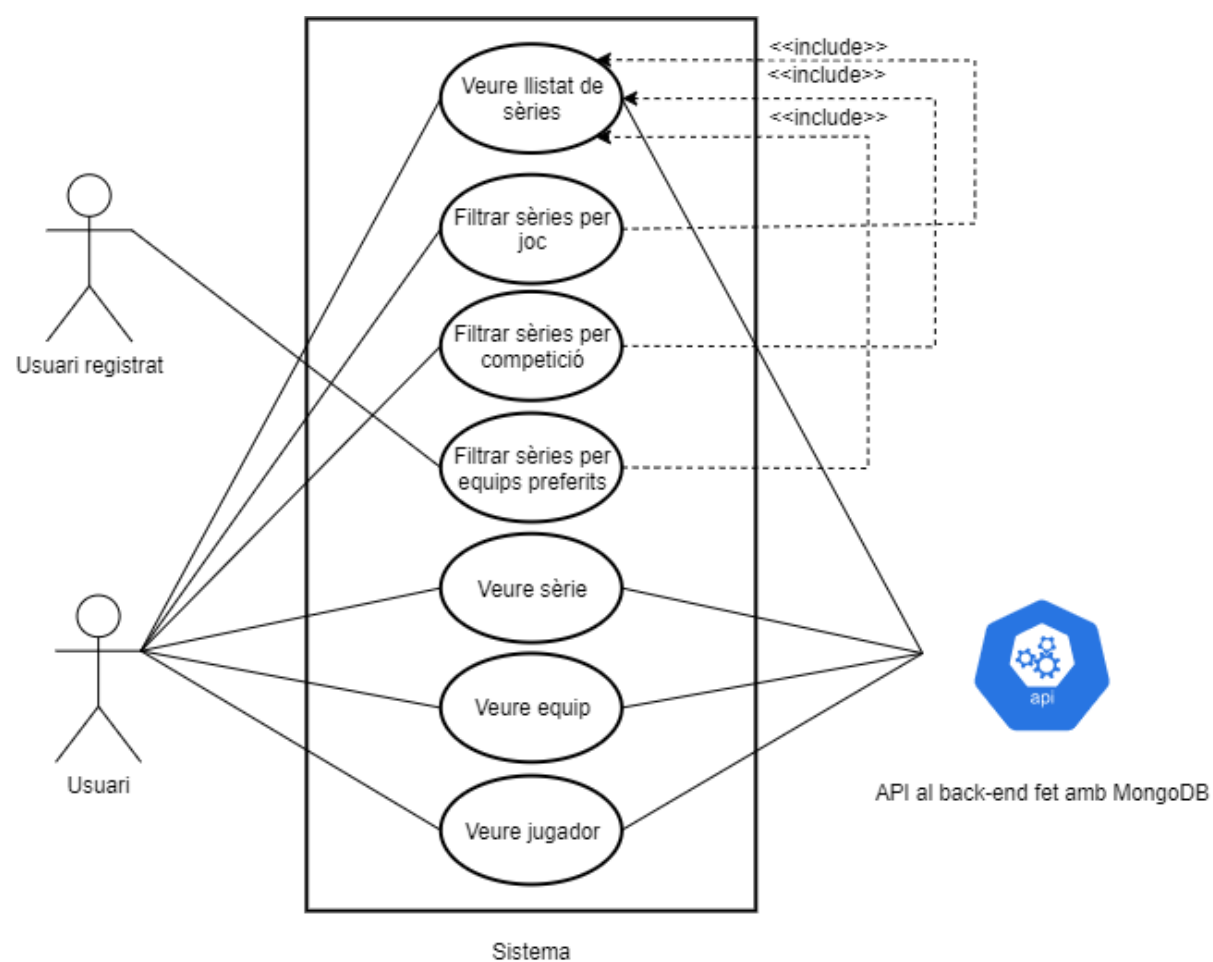 <<include>>
<<include>>
<<include>>
Veure llistat de
sèries
Filtrar sèries per
joc
Filtrar sèries per
competició
Filtrar sèries per
equips preferits
Veure sèrie
Veure equip
Veure jugador
Usuari registrat
Usuari
api
API al back-end fet amb MongoDB
Sistema